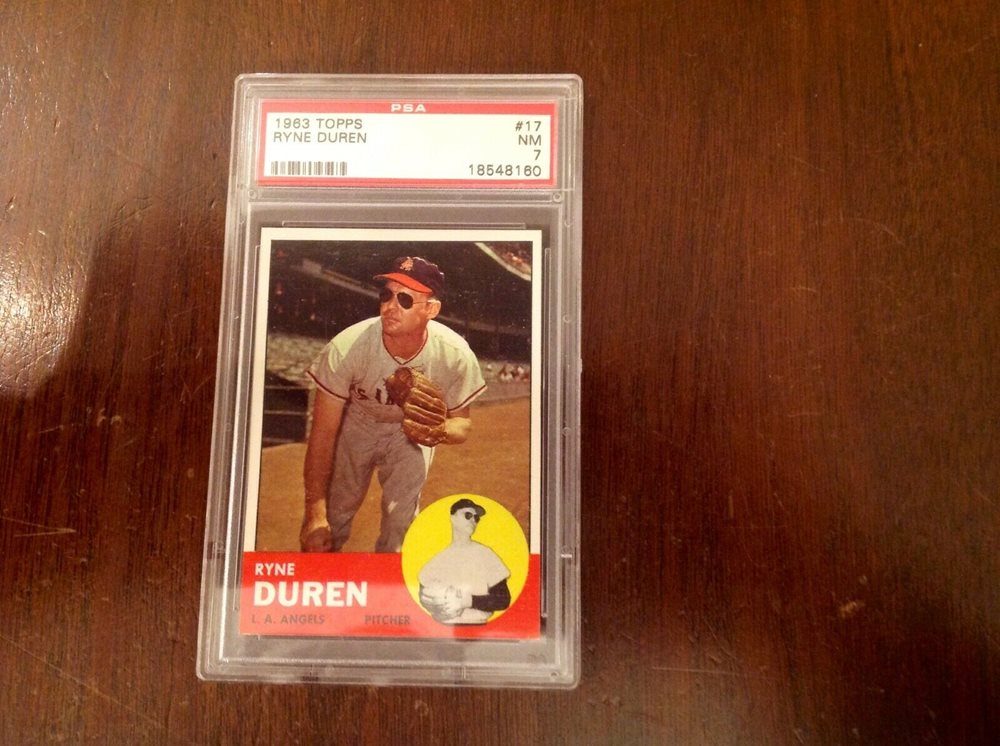 PSA
1963 TOPPS #17
RYNE DUREN NM
7
18548160
RYNE
DUREN
L. A. ANGELS PITCHER